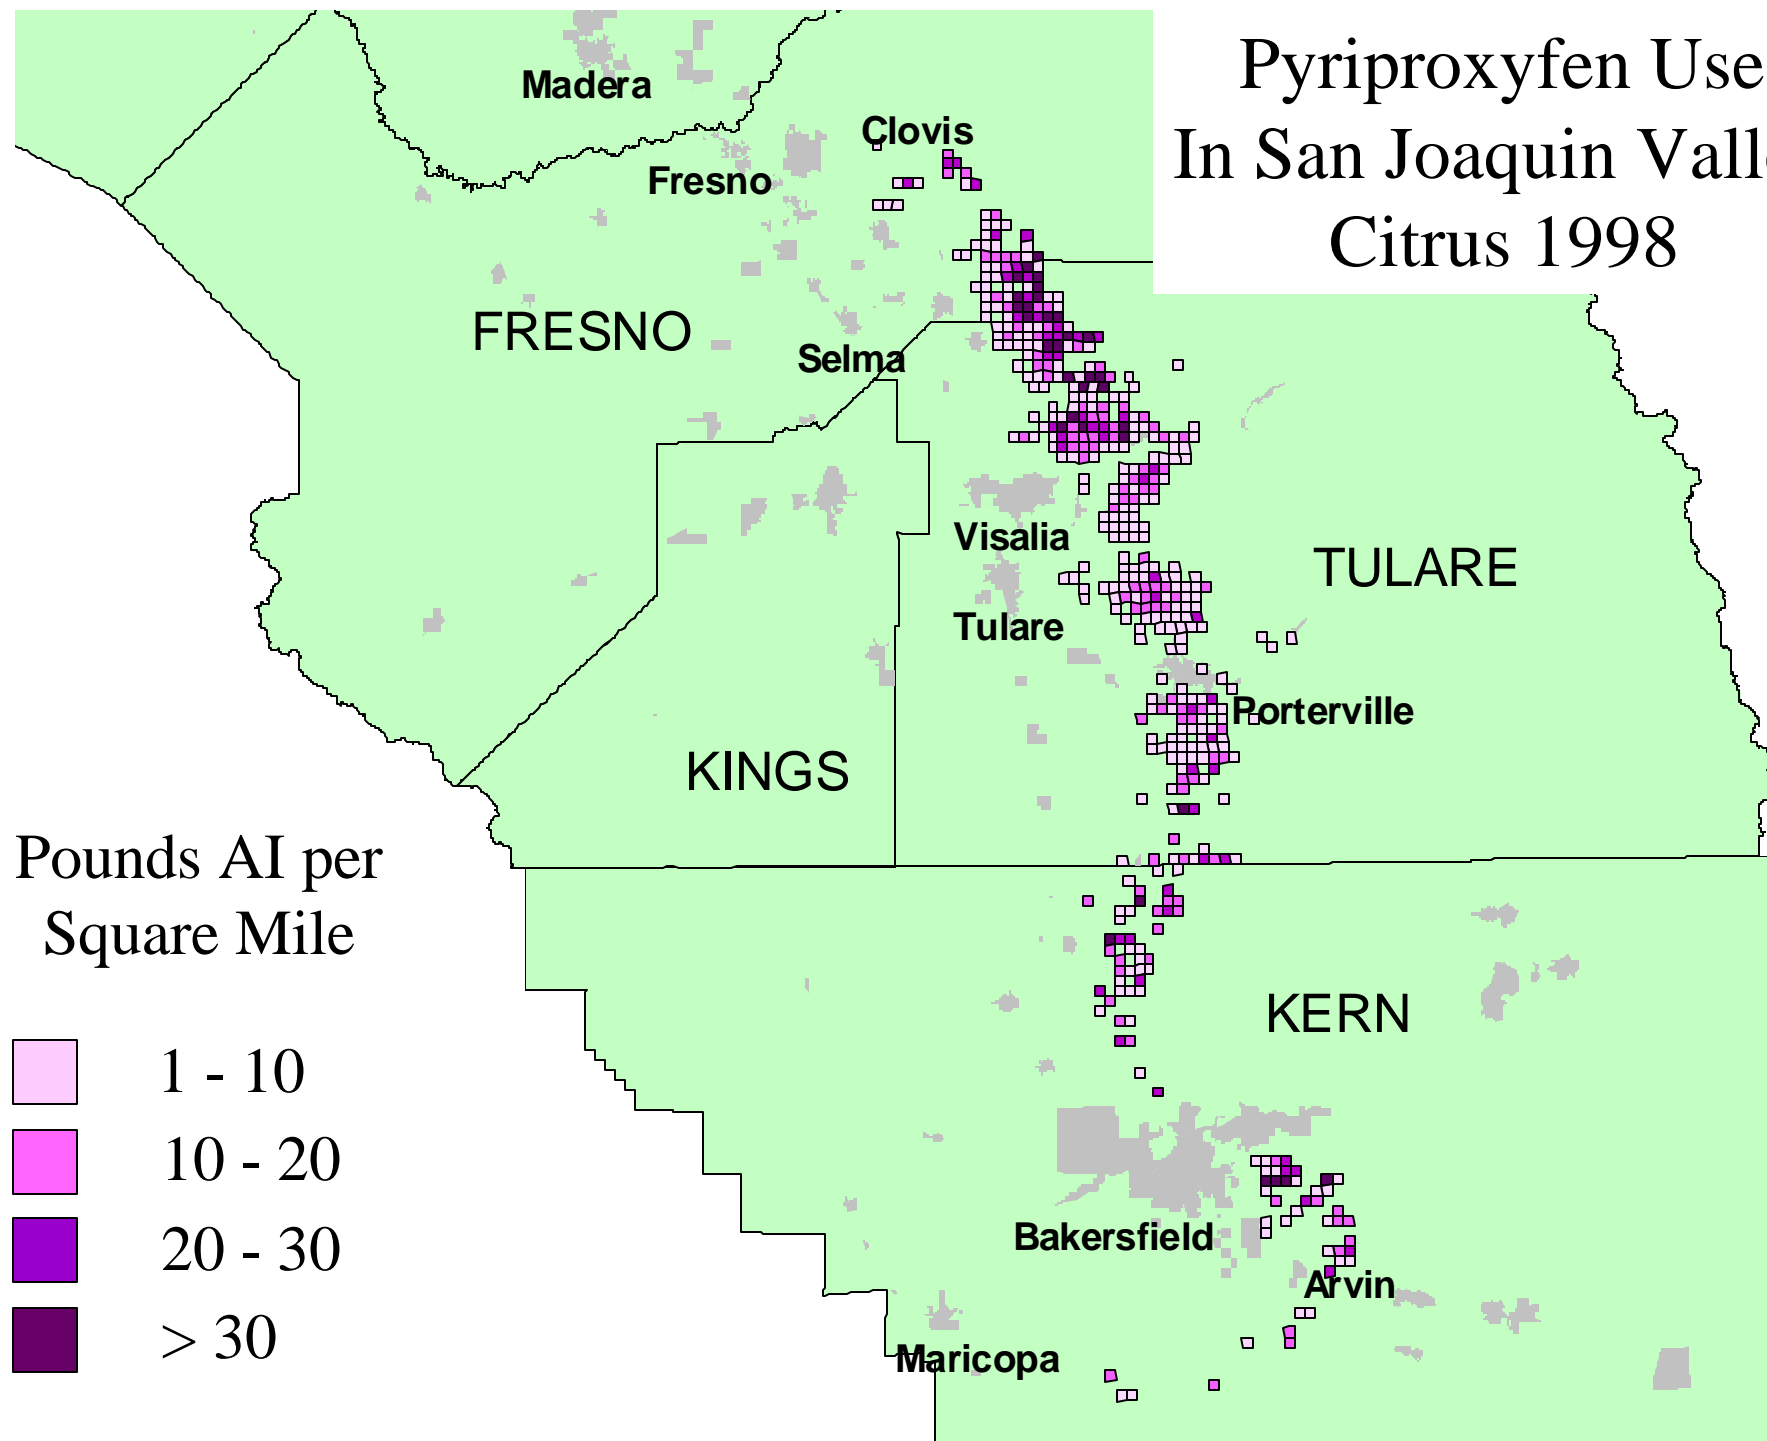 Pyriproxyfen Use
In San Joaquin Vall
Citrus 1998
Madera
Clovis
Fresno
FRESNO
Selma
Visalia
TULARE
Tulare
Porterville
KINGS
Pounds AI per
Square Mile
KERN
1 - 10
10 - 20
20 - 30
> 30
Bakersfield
Arvin
Maricopa